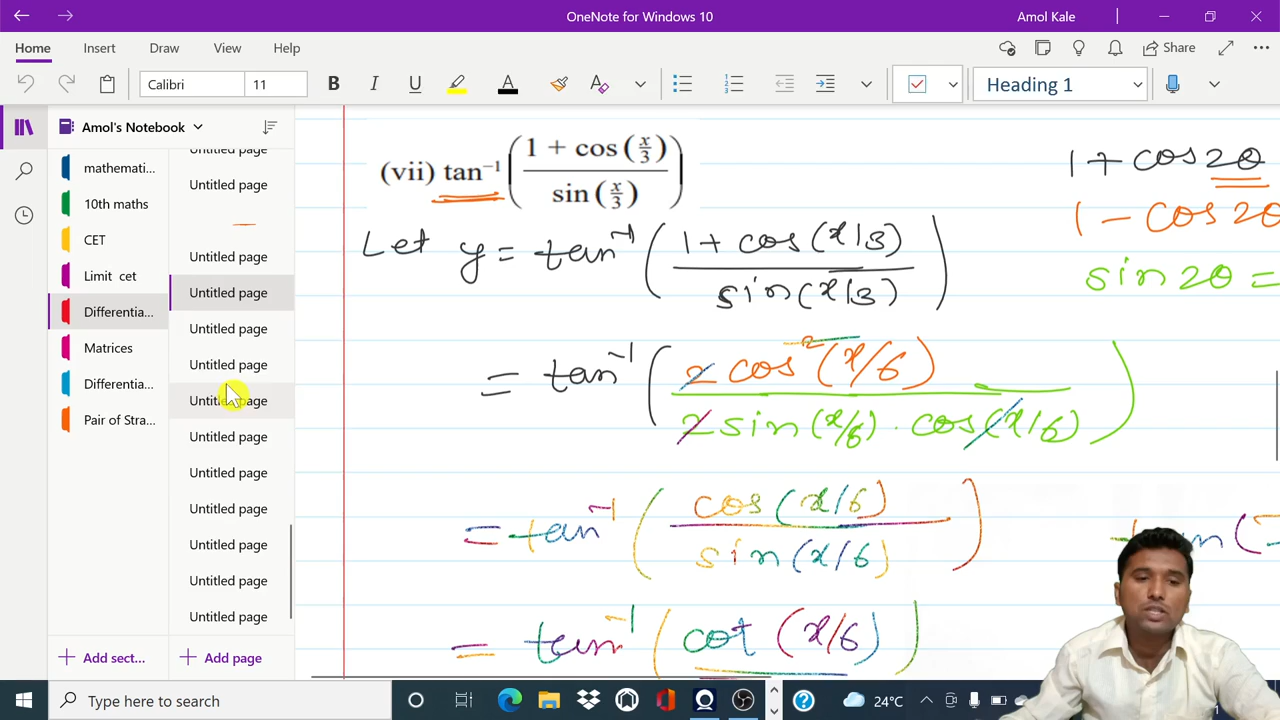 OneNote for Windows 10
Amol Kale
Home Insert Draw View Help
Share
Calibri 11 B I U A Heading 1
Amol's Notebook
mathemati...
10th maths
CET
Limit cet
Differentia...
Matrices
Differentia...
Pair of Stra...
Add sect...
Untitled page
Untitled page
Untitled page
Untitled page
Untitled page
Untitled page
Untitled page
Untitled page
Untitled page
Untitled page
Untitled page
Untitled page
Untitled page
Add page
(vii) tan⁻¹ ( (1 + cos (x/3)) / (sin (x/3)) )
Let y = tan⁻¹ ( (1 + cos(x/3)) / (sin(x/3)) )
= tan⁻¹ ( (2 cos²(x/6)) / (2 sin(x/6) · cos(x/6)) )
= tan⁻¹ ( (cos(x/6)) / (sin(x/6)) )
= tan⁻¹ ( cot (x/6) )
1 + cos 2θ
1 - cos 2θ
sin 2θ =
Type here to search
24°C